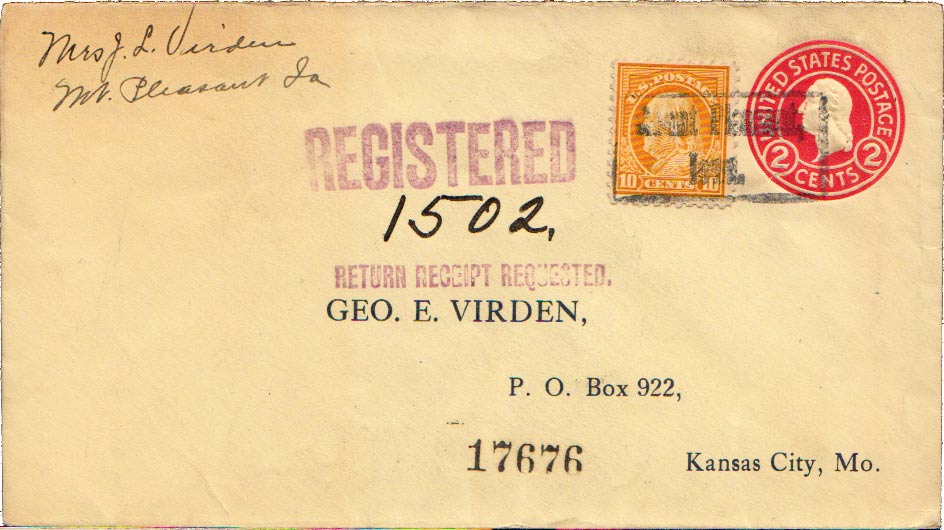 Mrs J. L. Virden
Mt. Pleasant Ia
U.S. POSTAGE
10 CENTS 10
UNITED STATES POSTAGE
2 CENTS 2
REGISTERED
1502.
RETURN RECEIPT REQUESTED.
GEO. E. VIRDEN,
P. O. Box 922,
17676
Kansas City, Mo.